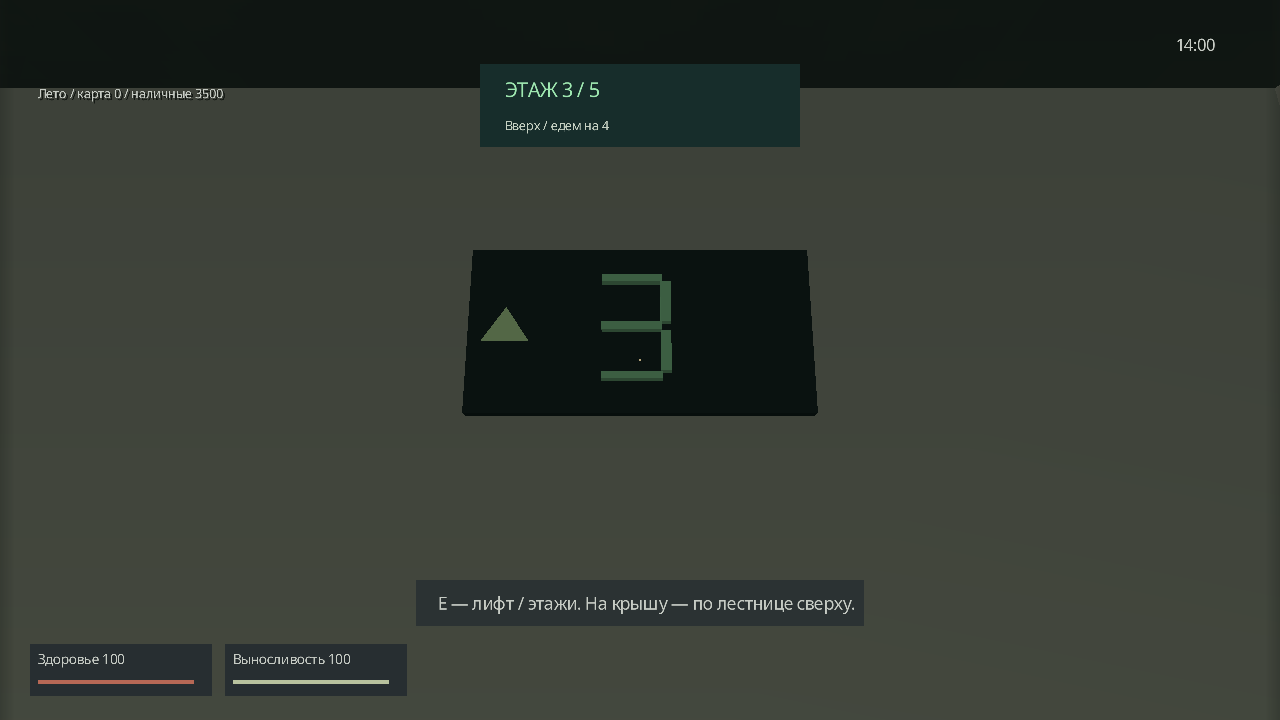 14:00
Лето / карта 0 / наличные 3500
ЭТАЖ 3 / 5
Вверх / едем на 4
3
E — лифт / этажи. На крышу — по лестнице сверху.
Здоровье 100
Выносливость 100